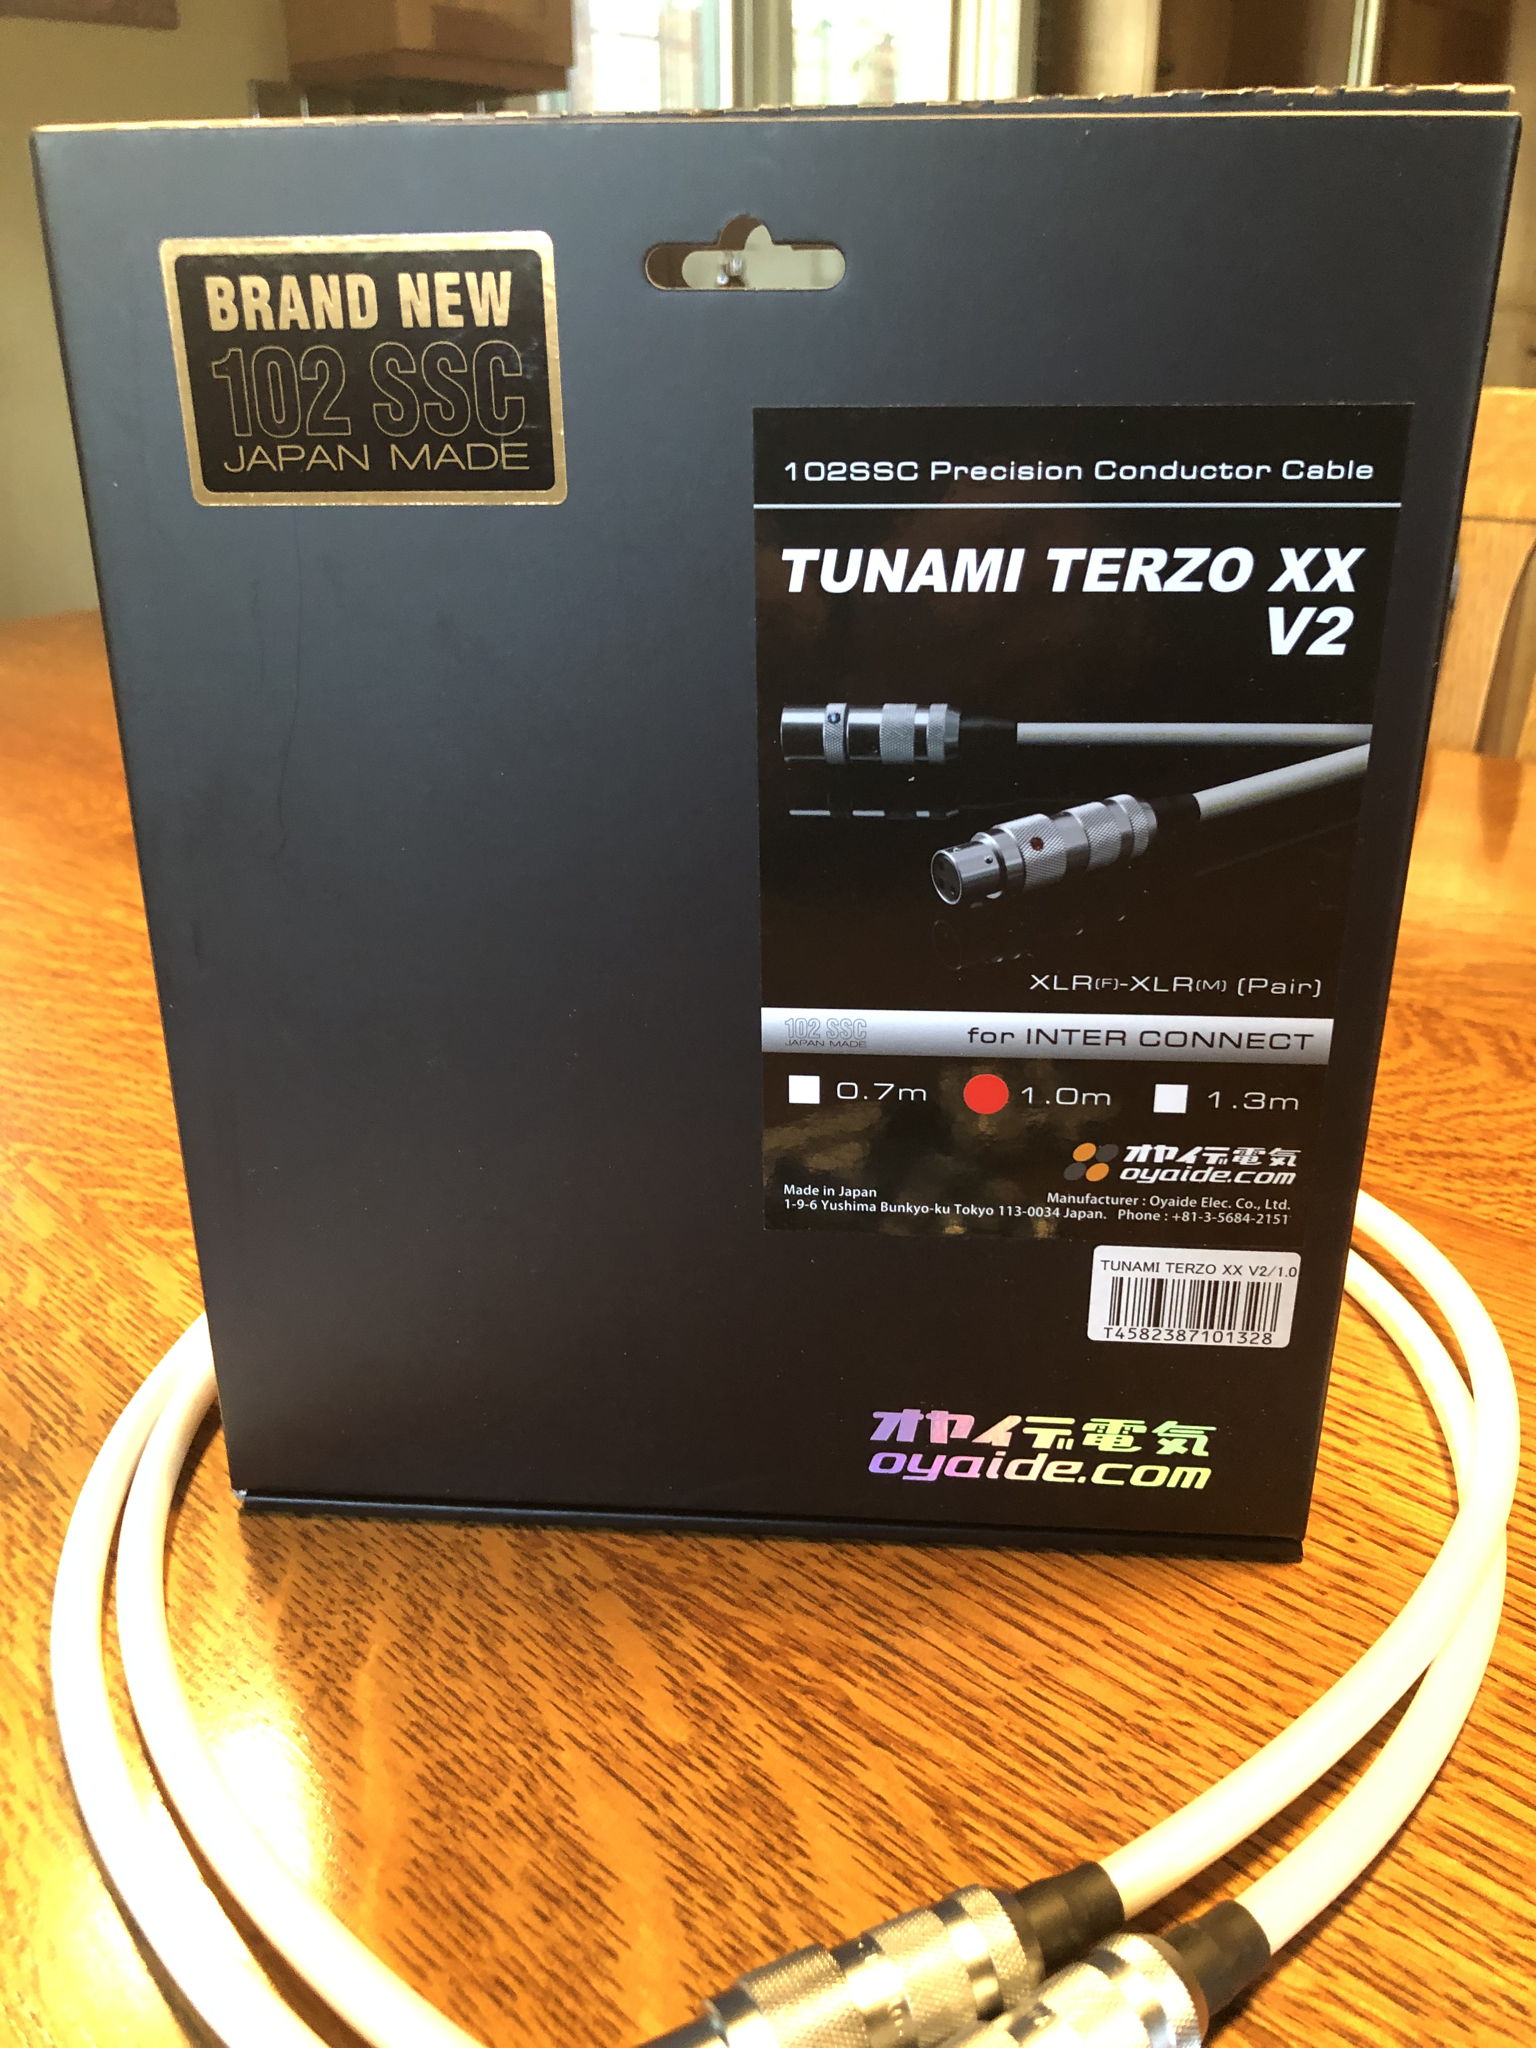 BRAND NEW
102 SSC
JAPAN MADE
102SSC Precision Conductor Cable
TUNAMI TERZO XX
V2
XLR(F)-XLR(M) (Pair)
102 SSC
JAPAN MADE
for INTER CONNECT
0.7m 1.0m 1.3m
オヤイデ電気
oyaide.com
Made in Japan Manufacturer : Oyaide Elec. Co., Ltd.
1-9-6 Yushima Bunkyo-ku Tokyo 113-0034 Japan. Phone : +81-3-5684-2151
TUNAMI TERZO XX V2/1.0
T4582387101328
オヤイデ電気
oyaide.com